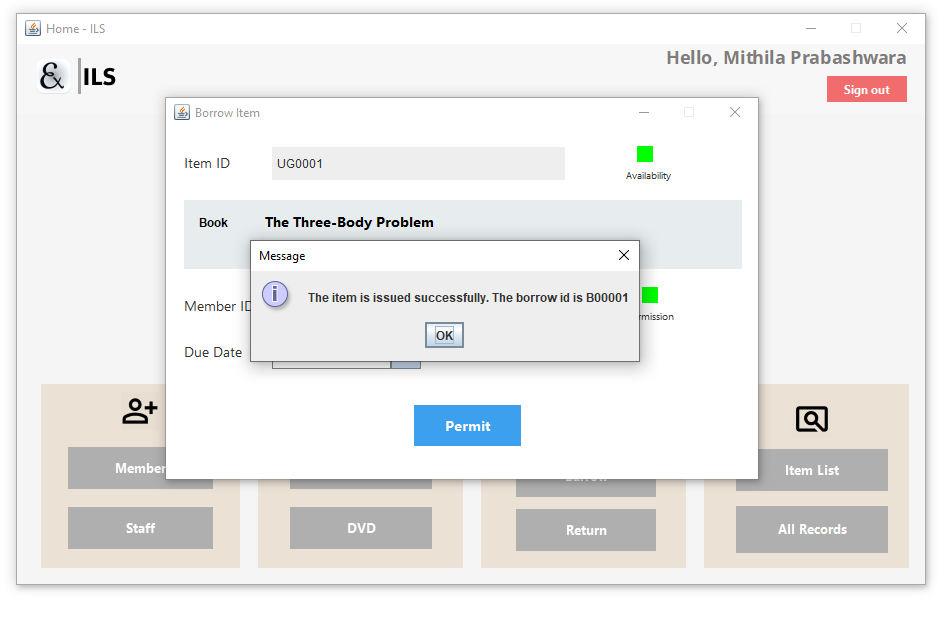 Home - ILS
Hello, Mithila Prabashwara
& ILS
Sign out
Borrow Item
Item ID
UG0001
Availability
Book
The Three-Body Problem
Message
The item is issued successfully. The borrow id is B00001
OK
Member ID
Due Date
Permit
Member
Item List
Staff
DVD
Return
All Records